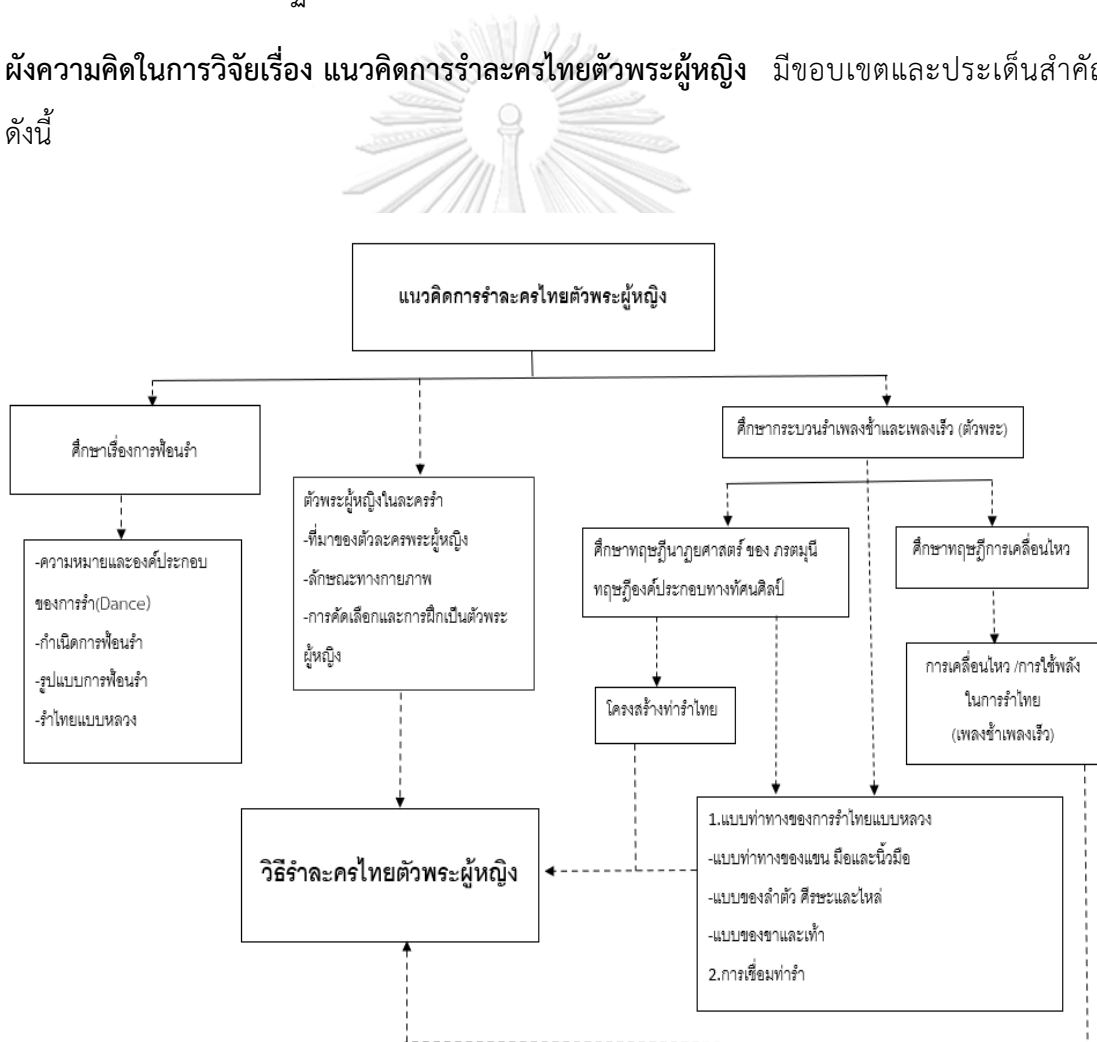 ผังความคิดในการวิจัยเรื่อง แนวคิดการรำละครไทยตัวพระผู้หญิง มีขอบเขตและประเด็นสำคัญ
ดังนี้
แนวคิดการรำละครไทยตัวพระผู้หญิง
ศึกษาเรื่องการฟ้อนรำ
-ความหมายและองค์ประกอบ
ของการรำ(Dance)
-กำเนิดการฟ้อนรำ
-รูปแบบการฟ้อนรำ
-รำไทยแบบหลวง
ตัวพระผู้หญิงในละครรำ
-ที่มาของตัวละครพระผู้หญิง
-ลักษณะทางกายภาพ
-การคัดเลือกและการฝึกเป็นตัวพระ
ผู้หญิง
ศึกษากระบวนรำเพลงช้าและเพลงเร็ว (ตัวพระ)
ศึกษาทฤษฎีนาฏยศาสตร์ ของ ภรตมุนี
ทฤษฎีองค์ประกอบทางทัศนศิลป์
ศึกษาทฤษฎีการเคลื่อนไหว
โครงสร้างท่ารำไทย
การเคลื่อนไหว /การใช้พลัง
ในการรำไทย
(เพลงช้าเพลงเร็ว)
1.แบบท่าทางของการรำไทยแบบหลวง
-แบบท่าทางของแขน มือและนิ้วมือ
-แบบของลำตัว ศีรษะและไหล่
-แบบของขาและเท้า
2.การเชื่อมท่ารำ
วิธีรำละครไทยตัวพระผู้หญิง